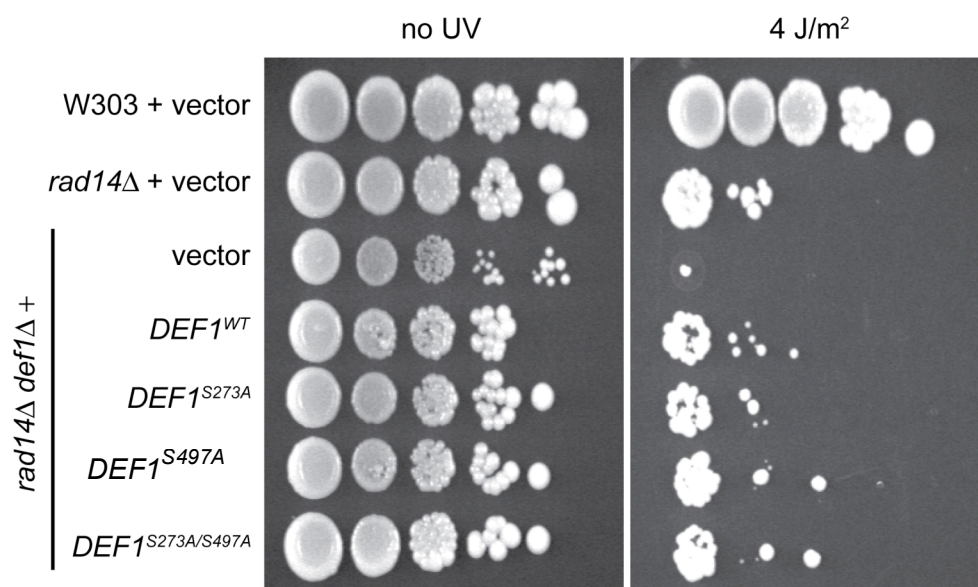 no UV
4 J/m²
W303 + vector
rad14Δ + vector
rad14Δ def1Δ +
vector
DEF1ᵂᵀ
DEF1ˢ²⁷³ᴬ
DEF1ˢ⁴⁹⁷ᴬ
DEF1ˢ²⁷³ᴬ/ˢ⁴⁹⁷ᴬ